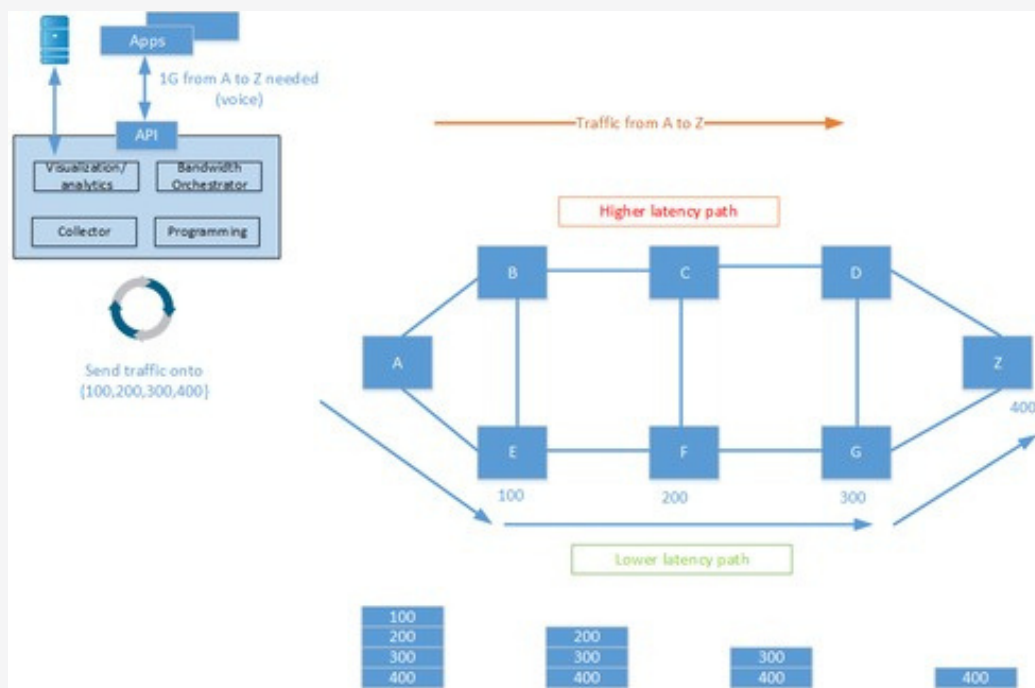 Apps
1G from A to Z needed
(voice)
API
Visualization/
analytics
Bandwidth
Orchestrator
Collector
Programming
Send traffic onto
{100,200,300,400}
Traffic from A to Z
Higher latency path
B
C
D
A
Z
400
E
F
G
100
200
300
Lower latency path
100
200
300
400
200
300
400
300
400
400